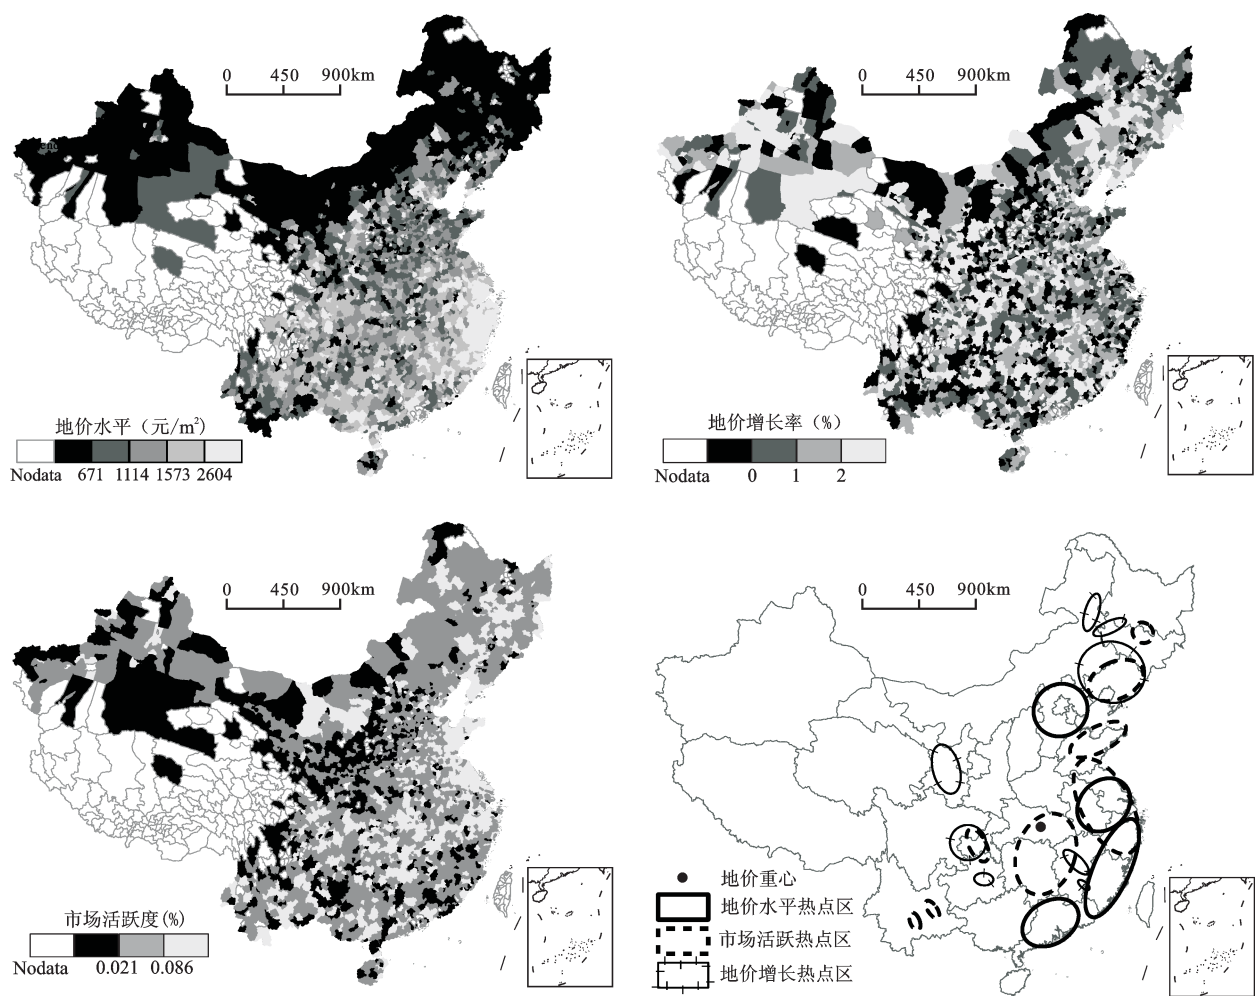 0 450 900km
地价水平（元/m²）
Nodata 671 1114 1573 2604
0 450 900km
地价增长率（%）
Nodata 0 1 2
0 450 900km
市场活跃度(%)
Nodata 0.021 0.086
0 450 900km
地价重心
地价水平热点区
市场活跃热点区
地价增长热点区